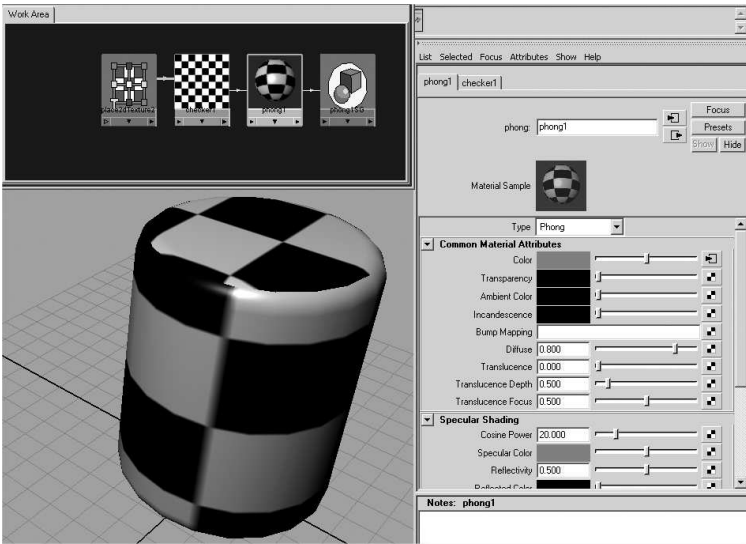 Work Area
place2dTexture2
checker1
phong1
phong1SG
List Selected Focus Attributes Show Help
phong1 checker1
phong: phong1
Focus
Presets
Show Hide
Material Sample
Type Phong
Common Material Attributes
Color
Transparency
Ambient Color
Incandescence
Bump Mapping
Diffuse 0.800
Translucence 0.000
Translucence Depth 0.500
Translucence Focus 0.500
Specular Shading
Cosine Power 20.000
Specular Color
Reflectivity 0.500
Reflected Color
Notes: phong1